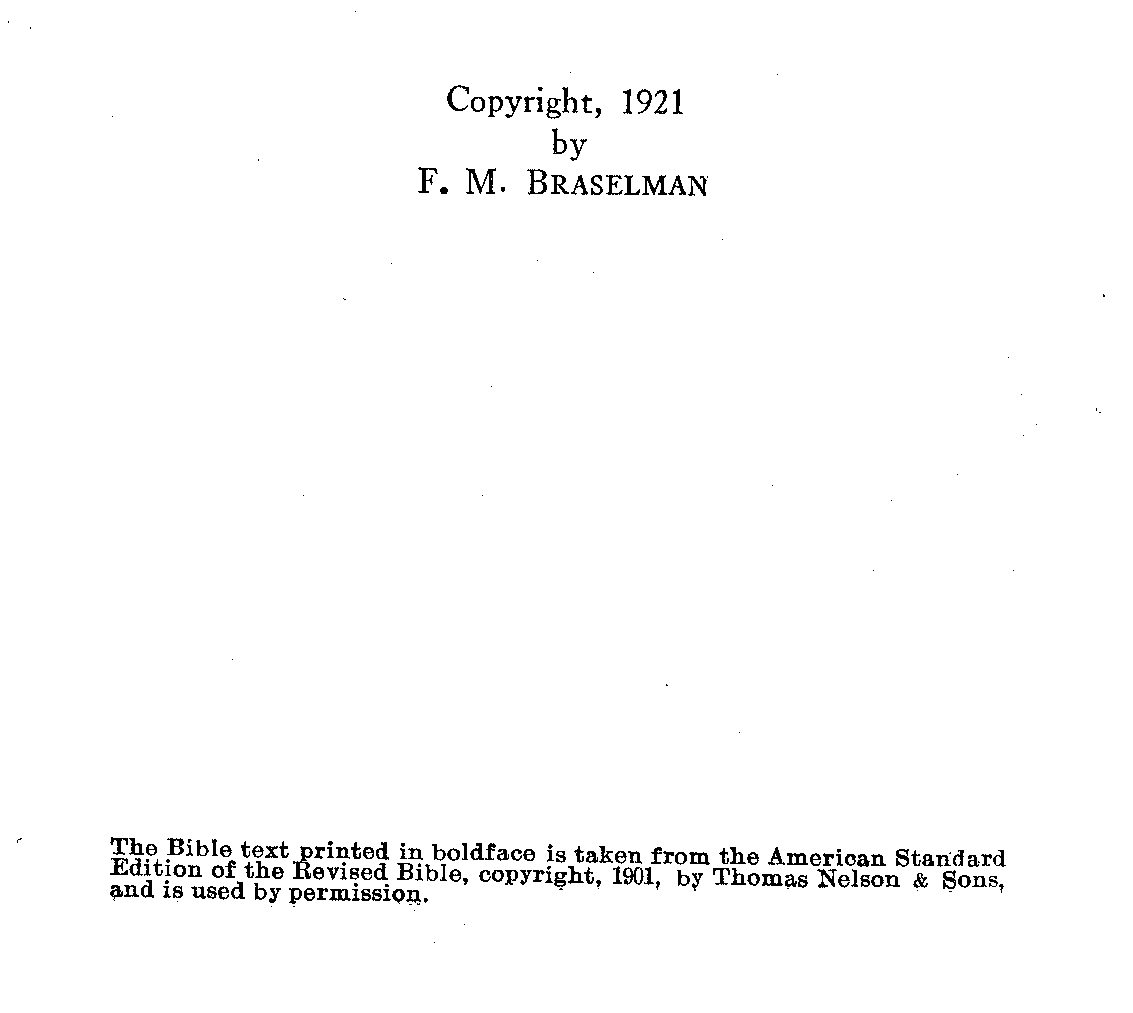 Copyright, 1921
by
F. M. BRASELMAN
The Bible text printed in boldface is taken from the American Standard
Edition of the Revised Bible, copyright, 1901, by Thomas Nelson & Sons,
and is used by permission.